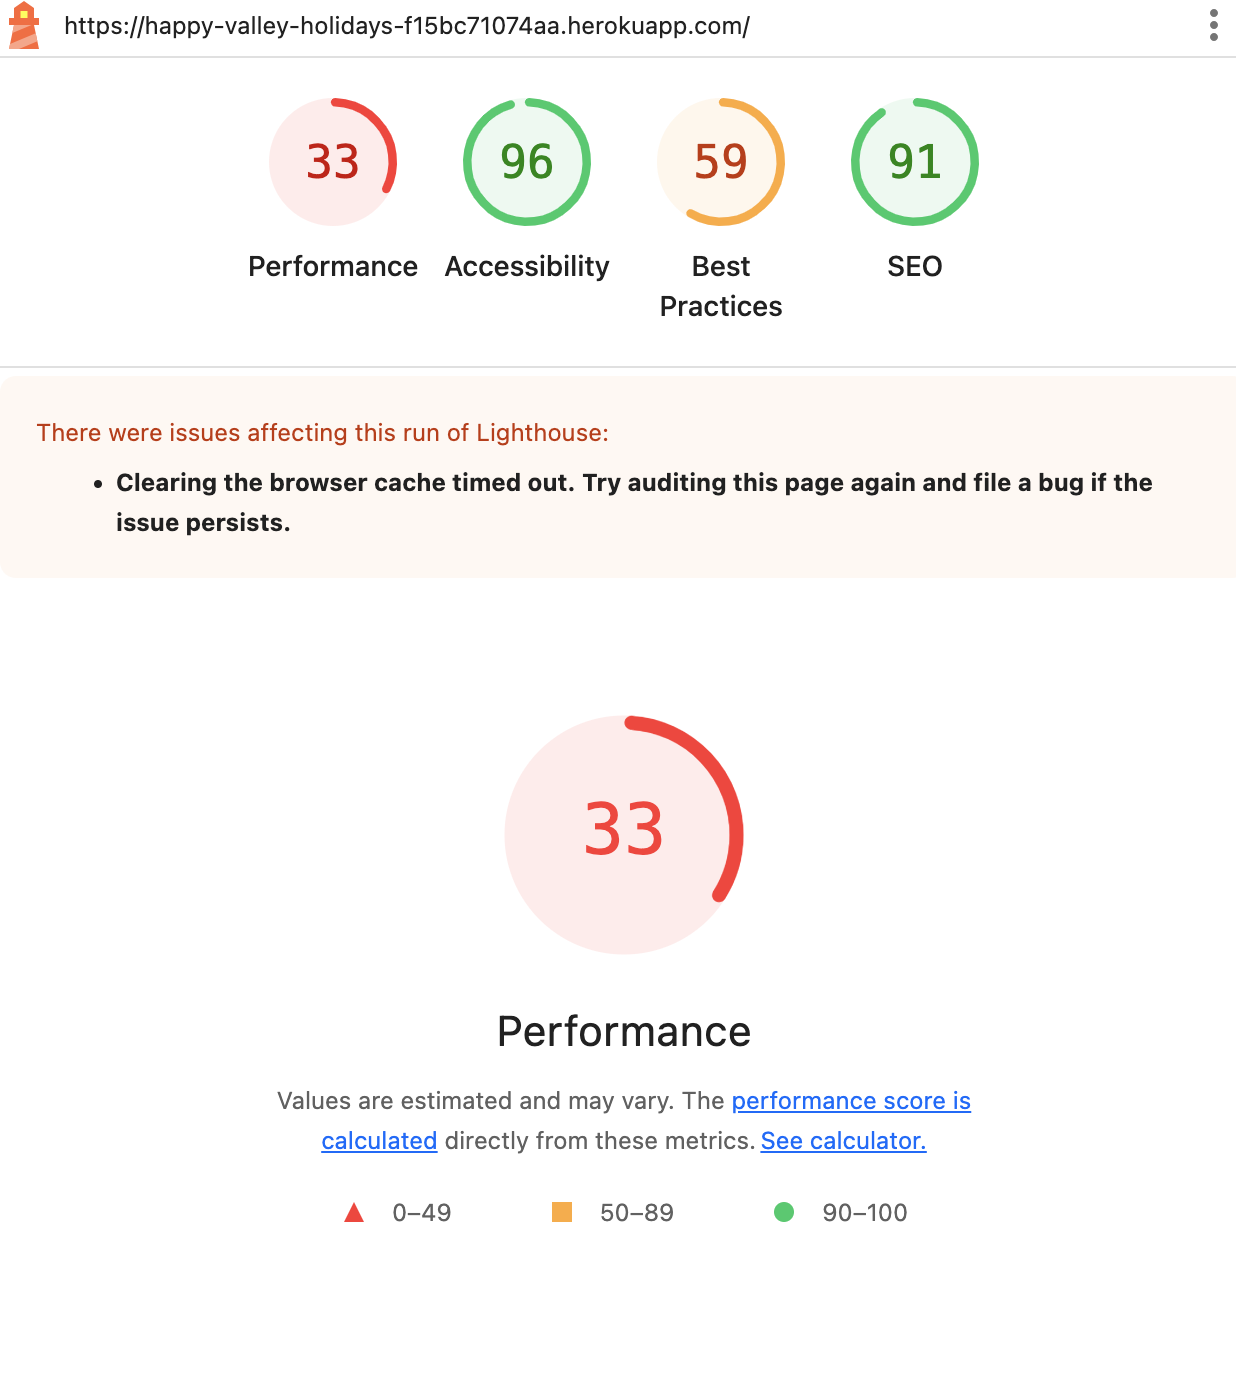 https://happy-valley-holidays-f15bc71074aa.herokuapp.com/
33
96
59
91
Performance
Accessibility
Best
Practices
SEO
There were issues affecting this run of Lighthouse:
• Clearing the browser cache timed out. Try auditing this page again and file a bug if the
issue persists.
33
Performance
Values are estimated and may vary. The performance score is
calculated directly from these metrics. See calculator.
0–49
50–89
90–100